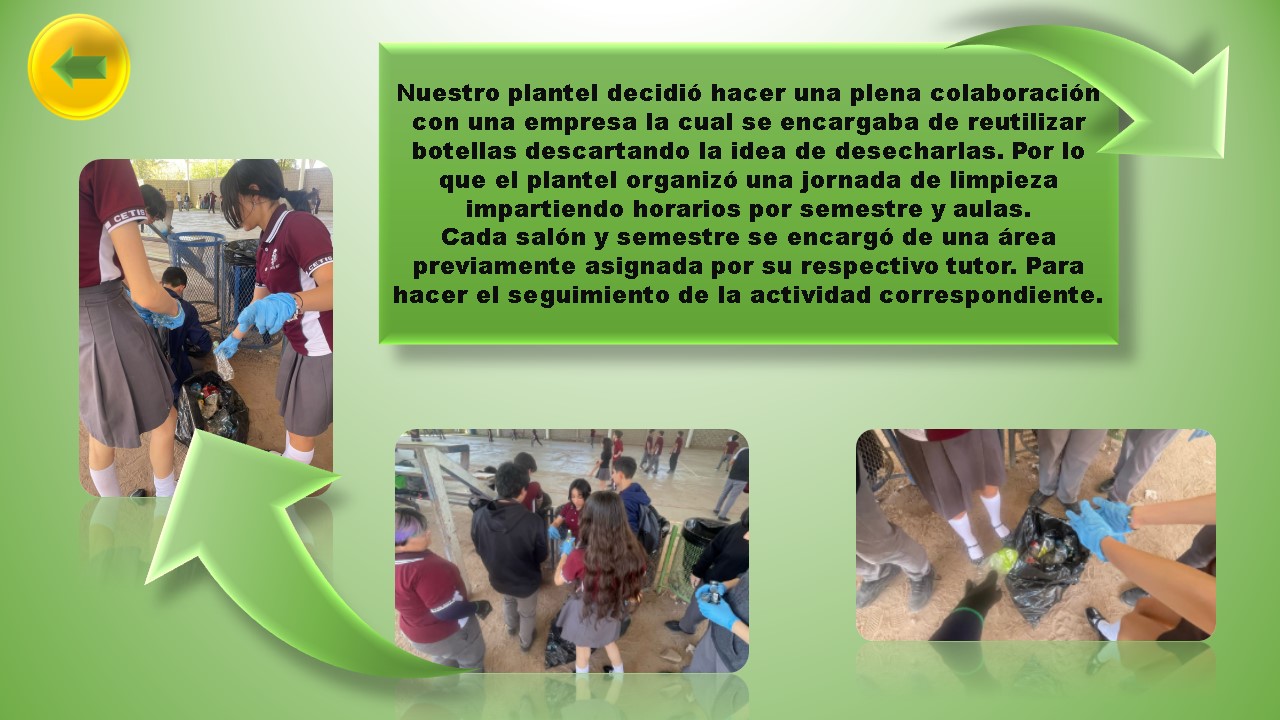 Nuestro plantel decidió hacer una plena colaboración
con una empresa la cual se encargaba de reutilizar
botellas descartando la idea de desecharlas. Por lo
que el plantel organizó una jornada de limpieza
impartiendo horarios por semestre y aulas.
Cada salón y semestre se encargó de una área
previamente asignada por su respectivo tutor. Para
hacer el seguimiento de la actividad correspondiente.
CETIS
CETIS